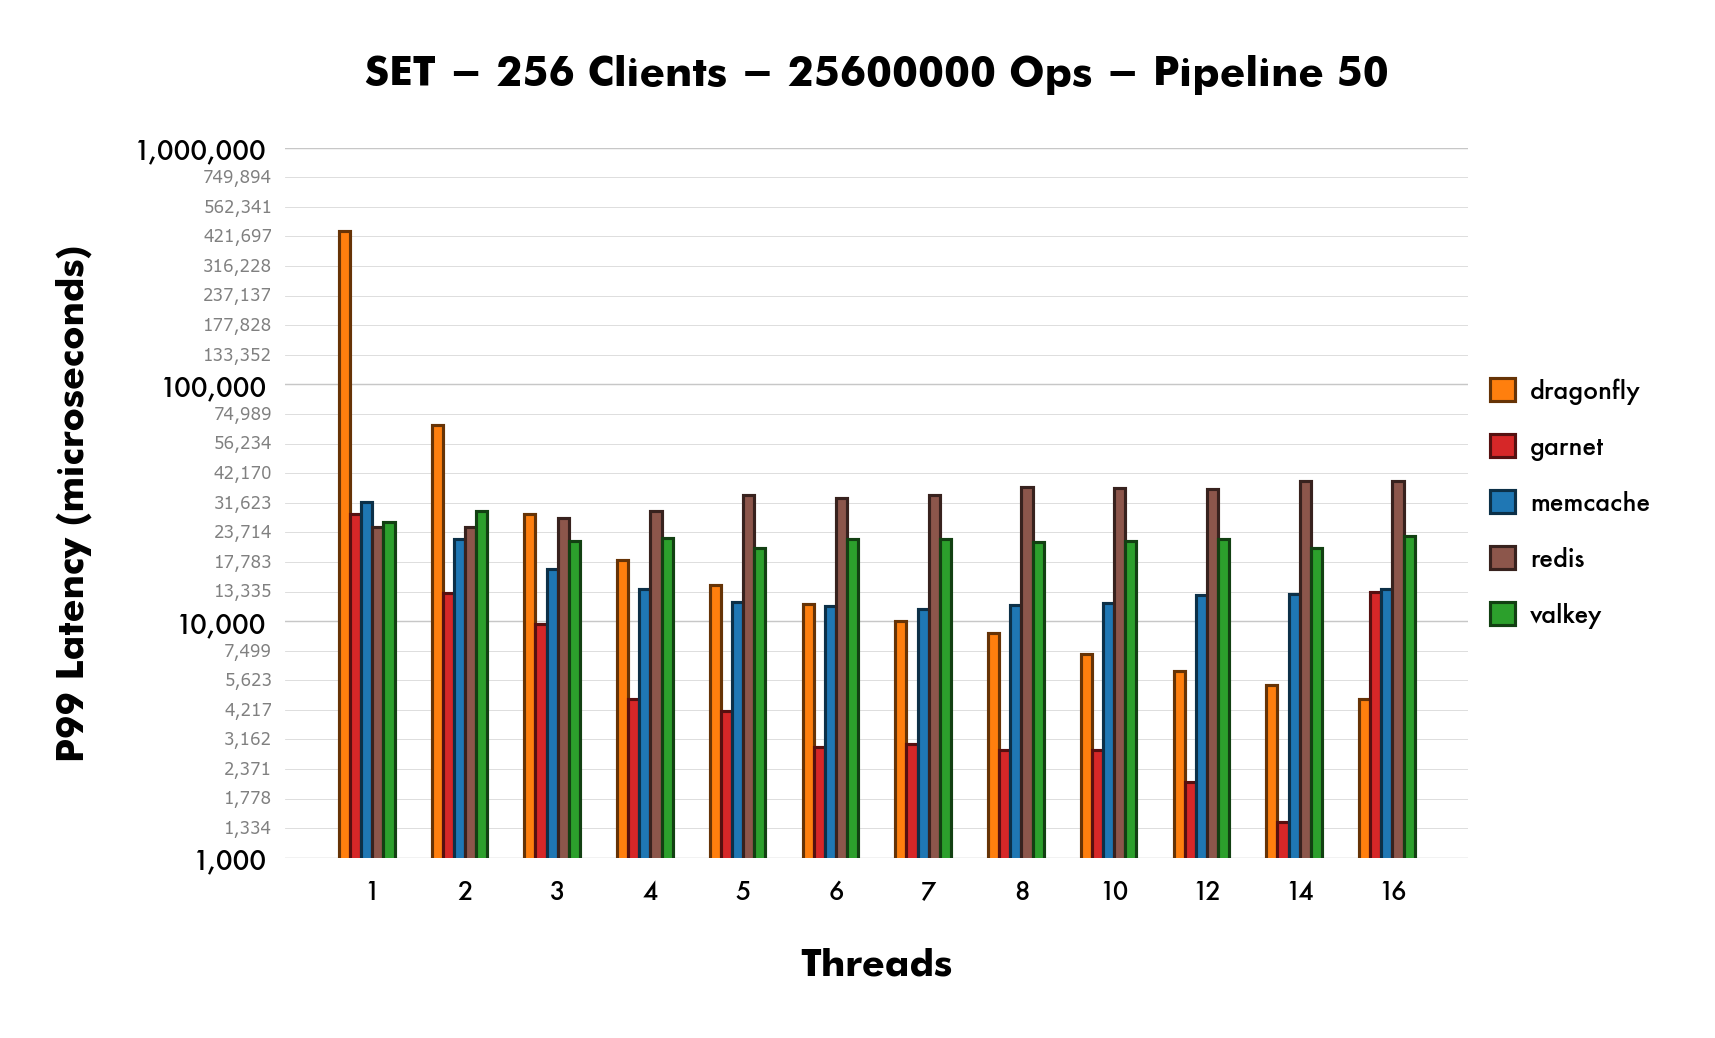 SET – 256 Clients – 25600000 Ops – Pipeline 50
P99 Latency (microseconds)
1,000,000
749,894
562,341
421,697
316,228
237,137
177,828
133,352
100,000
74,989
56,234
42,170
31,623
23,714
17,783
13,335
10,000
7,499
5,623
4,217
3,162
2,371
1,778
1,334
1,000
1 2 3 4 5 6 7 8 10 12 14 16
Threads
dragonfly
garnet
memcache
redis
valkey